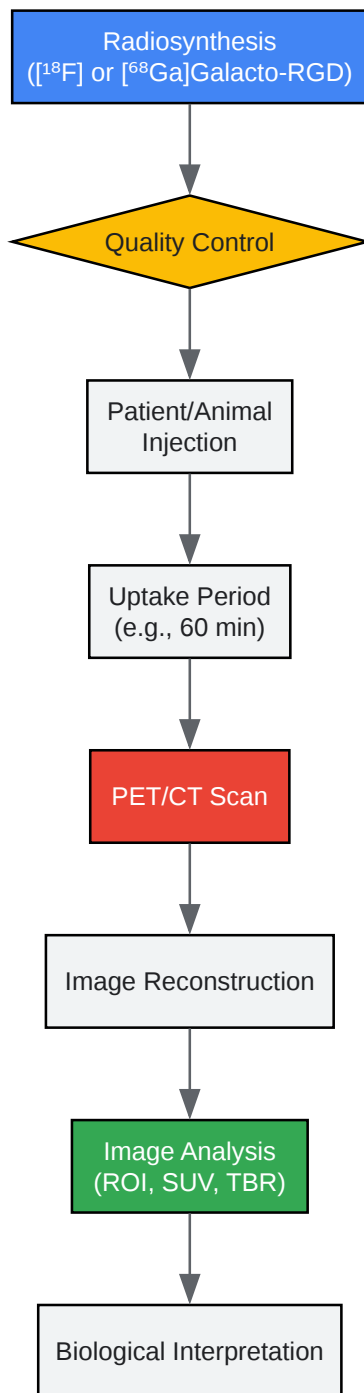 Radiosynthesis
([¹⁸F] or [⁶⁸Ga]Galacto-RGD)
Quality Control
Patient/Animal
Injection
Uptake Period
(e.g., 60 min)
PET/CT Scan
Image Reconstruction
Image Analysis
(ROI, SUV, TBR)
Biological Interpretation